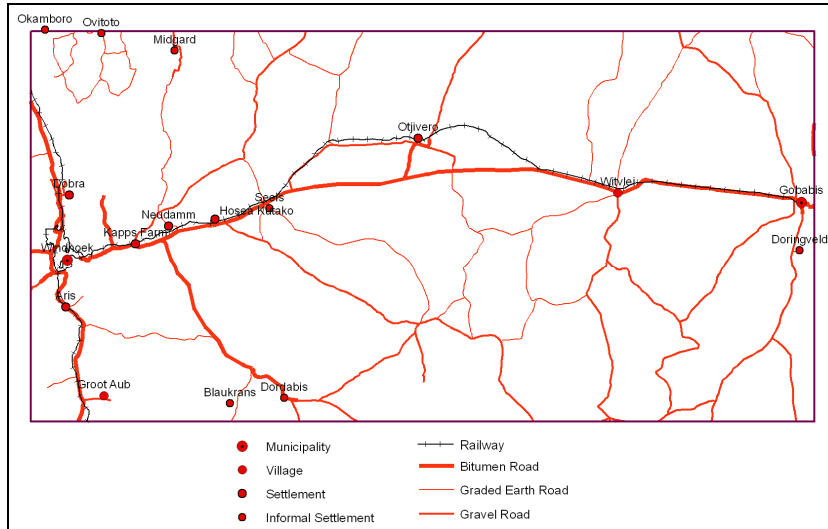 Okamboro
Ovitoto
Midgard
Otjivero
Witvlei
Gobabis
Seeis
Hosea Kutako
Neudamm
Kapps Farm
Windhoek
Doringveld
Aris
Groot Aub
Blaukrans
Dordabis
Municipality
Village
Settlement
Informal Settlement
Railway
Bitumen Road
Graded Earth Road
Gravel Road